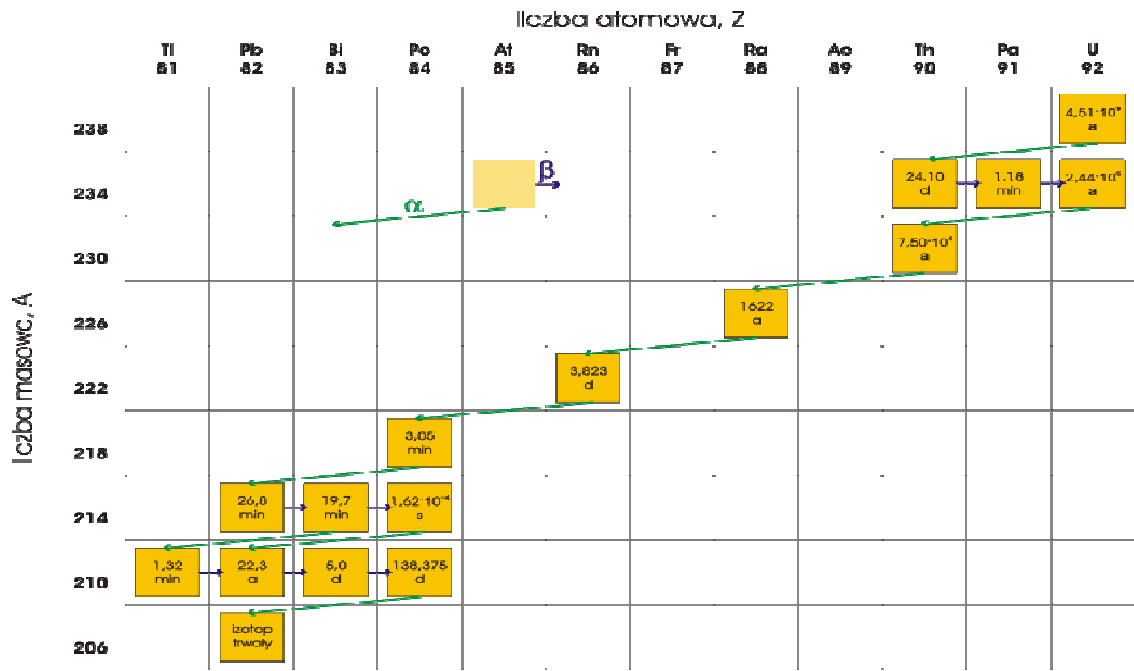 liczba atomowa, Z
Tl Pb Bi Po At Rn Fr Ra Ac Th Pa U
81 82 83 84 85 86 87 88 89 90 91 92
liczba masowa, A
238
4,51·10⁹
a
234
β
α
24.10
d
1.18
min
2,44·10⁵
a
230
7,50·10⁴
a
226
1622
a
222
3,823
d
218
3,05
min
214
26,8
min
19,7
min
1,62·10⁻⁴
s
210
1,32
min
22,3
a
5,0
d
138,375
d
206
Izotop
trwały